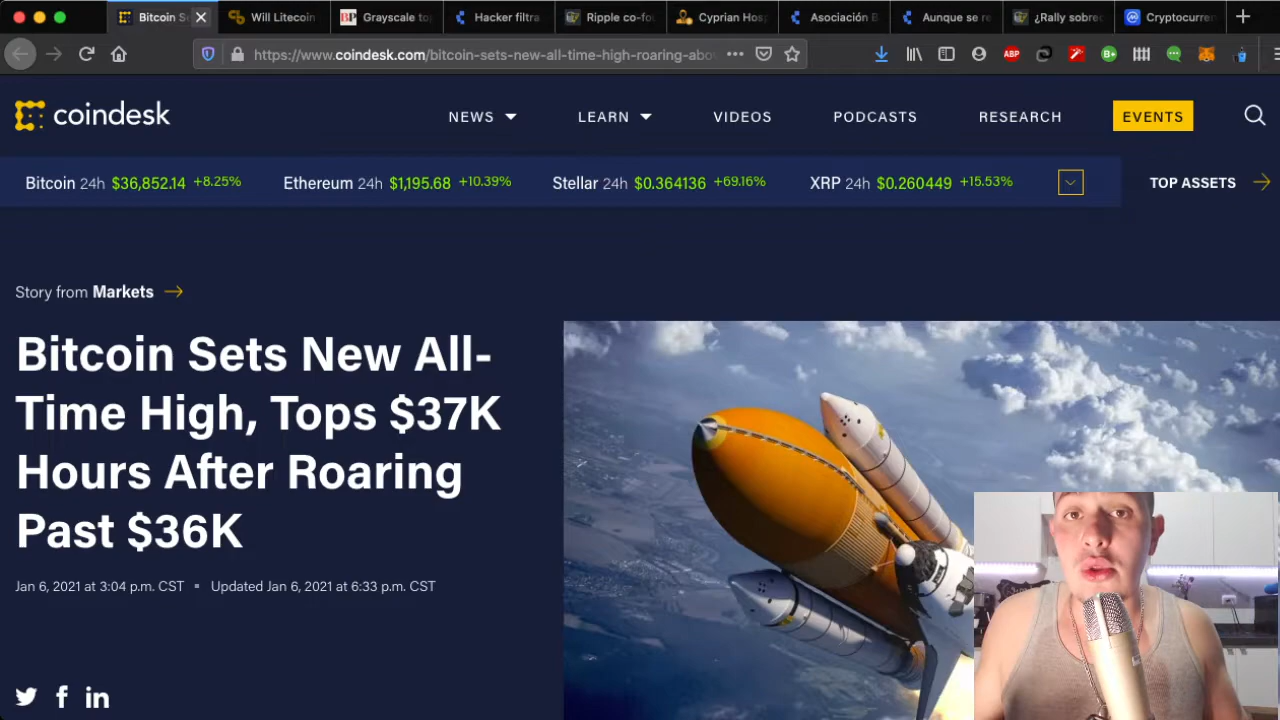 Bitcoin S
Will Litecoin
BP Grayscale to
Hacker filtra
Ripple co-fo
Cyprian Hos
Asociación B
Aunque se re
¿Rally sobre
Cryptocurren
https://www.coindesk.com/bitcoin-sets-new-all-time-high-roaring-abo
ABP
B+
coindesk
NEWS
LEARN
VIDEOS
PODCASTS
RESEARCH
EVENTS
Bitcoin 24h $36,852.14 +8.25%
Ethereum 24h $1,195.68 +10.39%
Stellar 24h $0.364136 +69.16%
XRP 24h $0.260449 +15.53%
TOP ASSETS
Story from Markets
Bitcoin Sets New All-
Time High, Tops $37K
Hours After Roaring
Past $36K
Jan 6, 2021 at 3:04 p.m. CST ▪ Updated Jan 6, 2021 at 6:33 p.m. CST